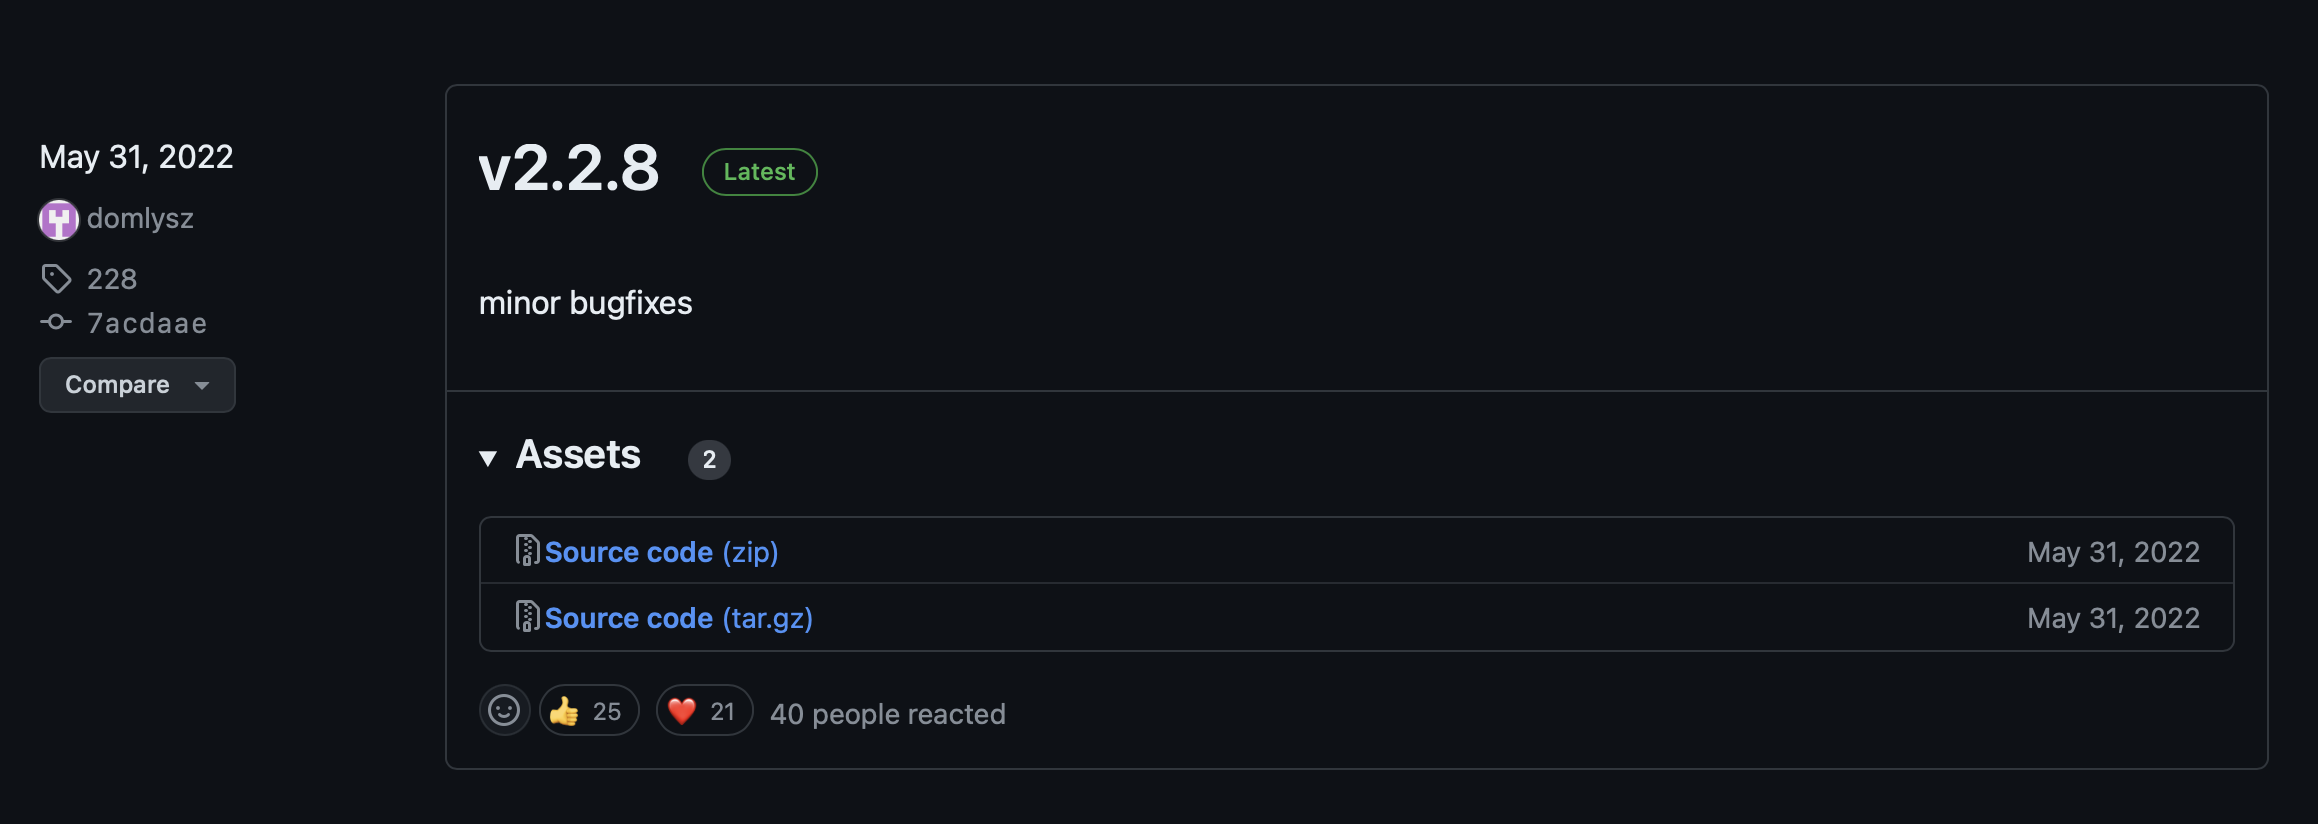 May 31, 2022
domlysz
228
7acdaae
Compare
v2.2.8 Latest
minor bugfixes
Assets 2
Source code (zip) May 31, 2022
Source code (tar.gz) May 31, 2022
👍 25 ❤️ 21 40 people reacted